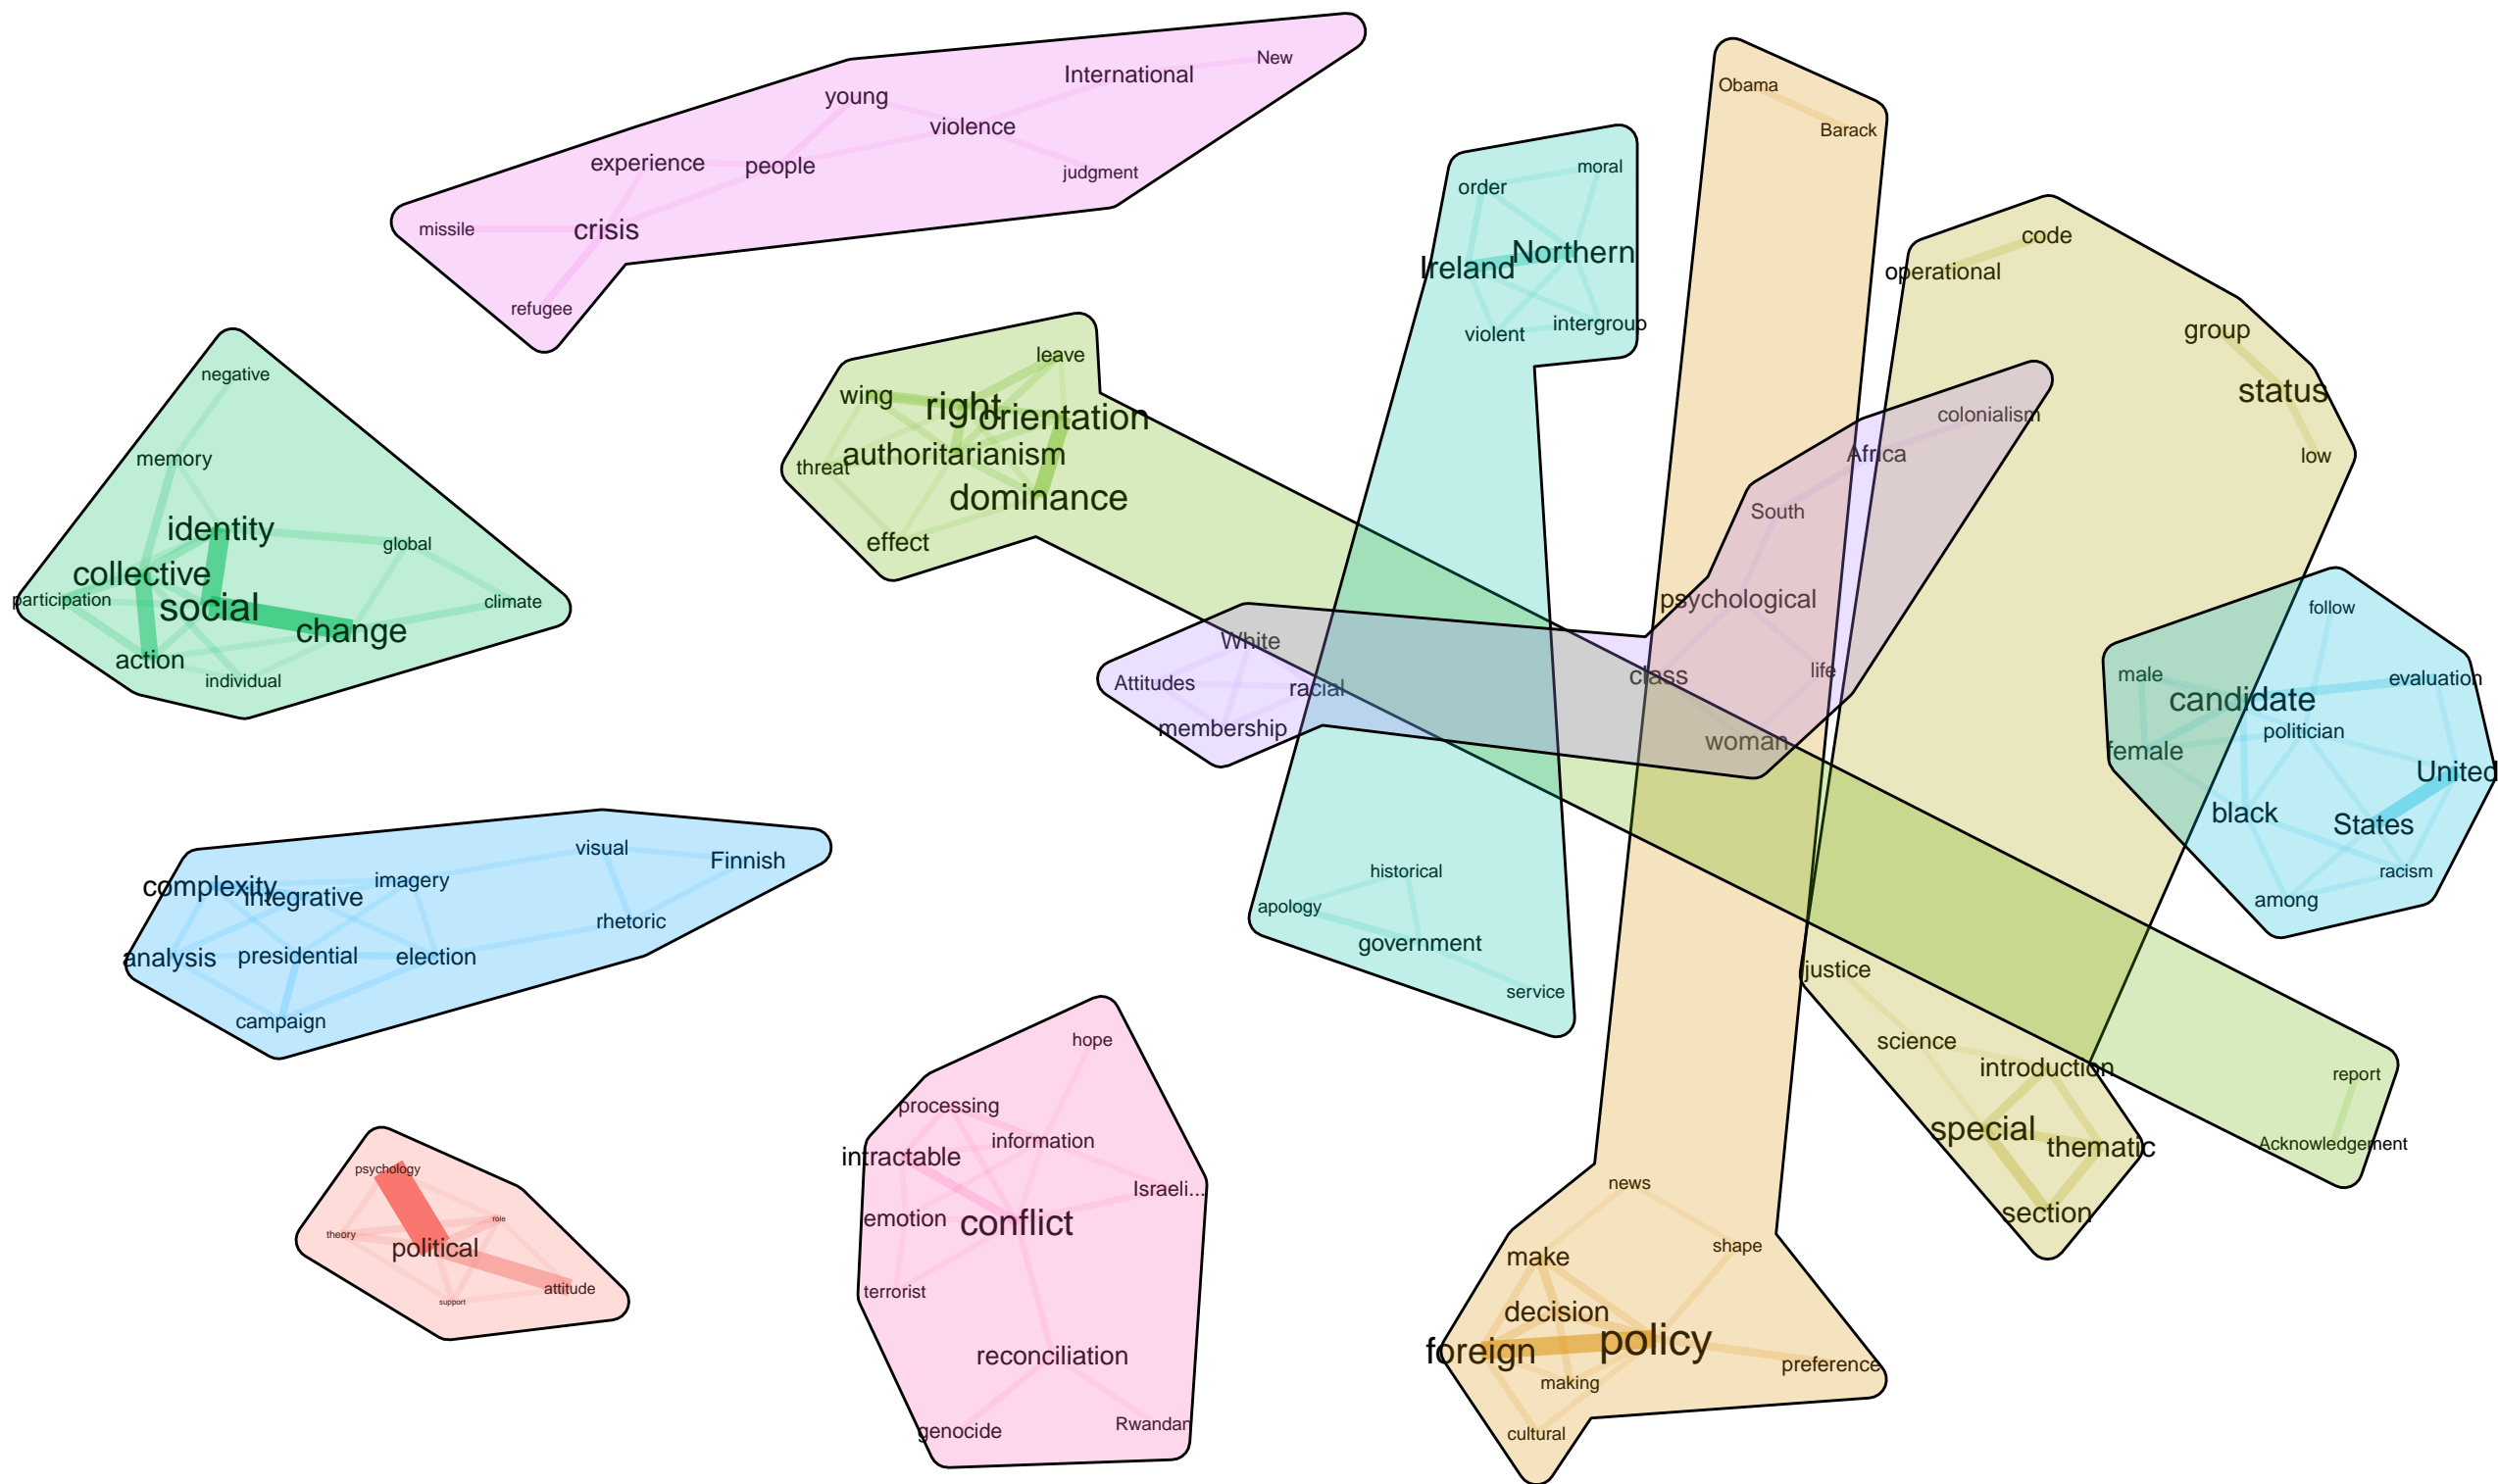 New
International
young
violence
experience
people
judgment
missile
crisis
refugee
Obama
Barack
moral
order
Northern
Ireland
violent
intergroup
code
operational
group
status
low
negative
memory
identity
global
collective
participation
social
climate
change
action
individual
leave
wing
right
orientation
authoritarianism
threat
dominance
effect
colonialism
Africa
South
psychological
White
class
life
Attitudes
racial
membership
woman
follow
male
evaluation
candidate
politician
female
United
black
States
racism
among
visual
Finnish
complexity
imagery
integrative
rhetoric
analysis
presidential
election
campaign
historical
apology
government
service
justice
science
introduction
special
thematic
section
report
Acknowledgement
psychology
role
theory
political
attitude
support
hope
processing
information
intractable
Israeli...
emotion
conflict
terrorist
reconciliation
Rwandan
genocide
news
shape
make
decision
policy
foreign
preference
making
cultural